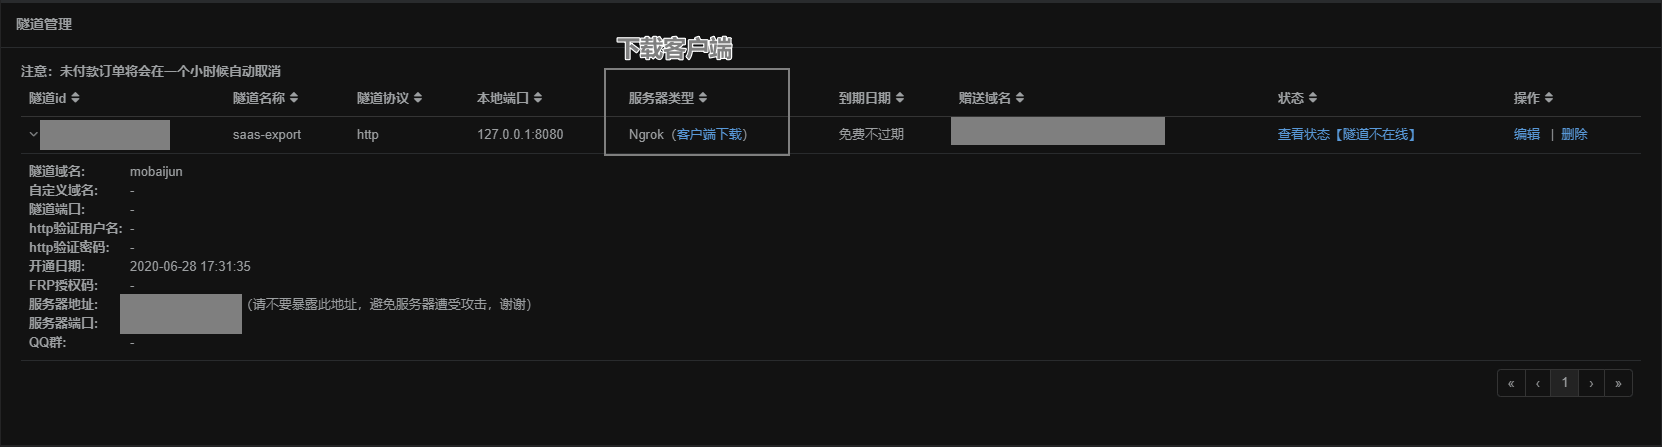 隧道管理
下载客户端
注意：未付款订单将会在一个小时候自动取消
隧道id 隧道名称 隧道协议 本地端口 服务器类型 到期日期 赠送域名 状态 操作
saas-export http 127.0.0.1:8080 Ngrok（客户端下载） 免费不过期 查看状态【隧道不在线】 编辑 | 删除
隧道域名: mobaijun
自定义域名: -
隧道端口: -
http验证用户名: -
http验证密码: -
开通日期: 2020-06-28 17:31:35
FRP授权码: -
服务器地址: （请不要暴露此地址，避免服务器遭受攻击，谢谢）
服务器端口:
QQ群: -
« ‹ 1 › »